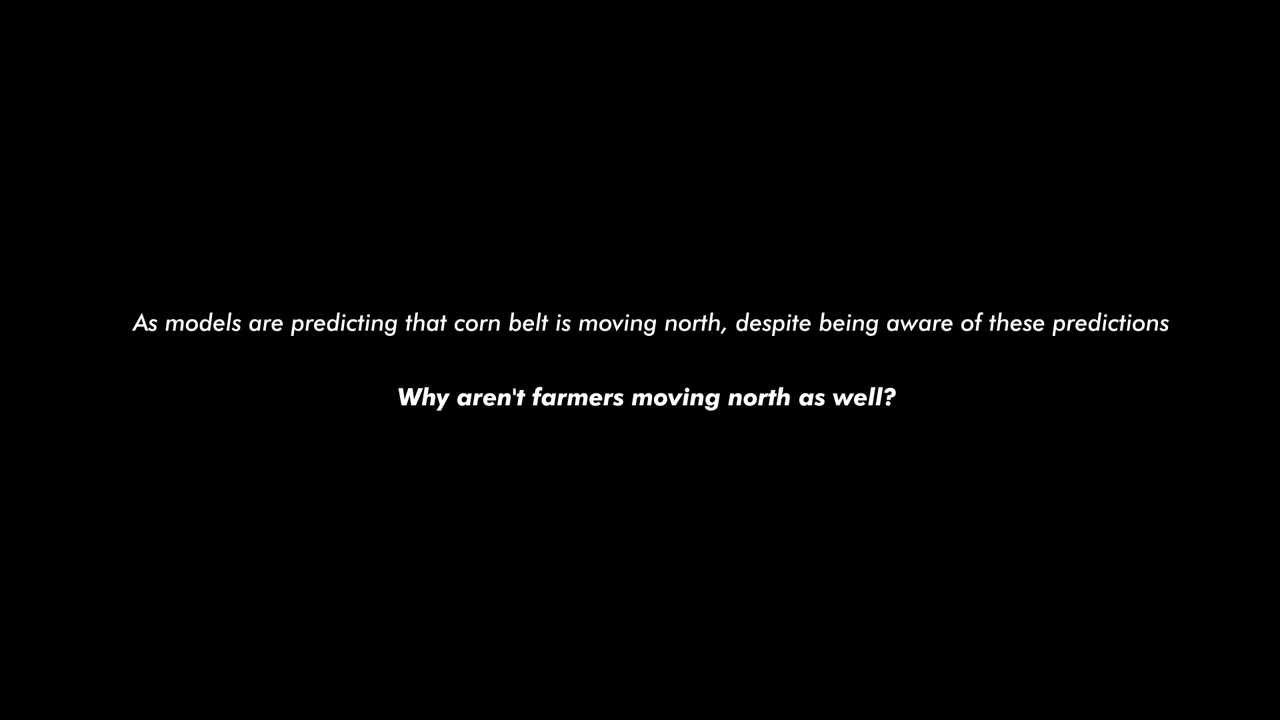 As models are predicting that corn belt is moving north, despite being aware of these predictions
Why aren't farmers moving north as well?